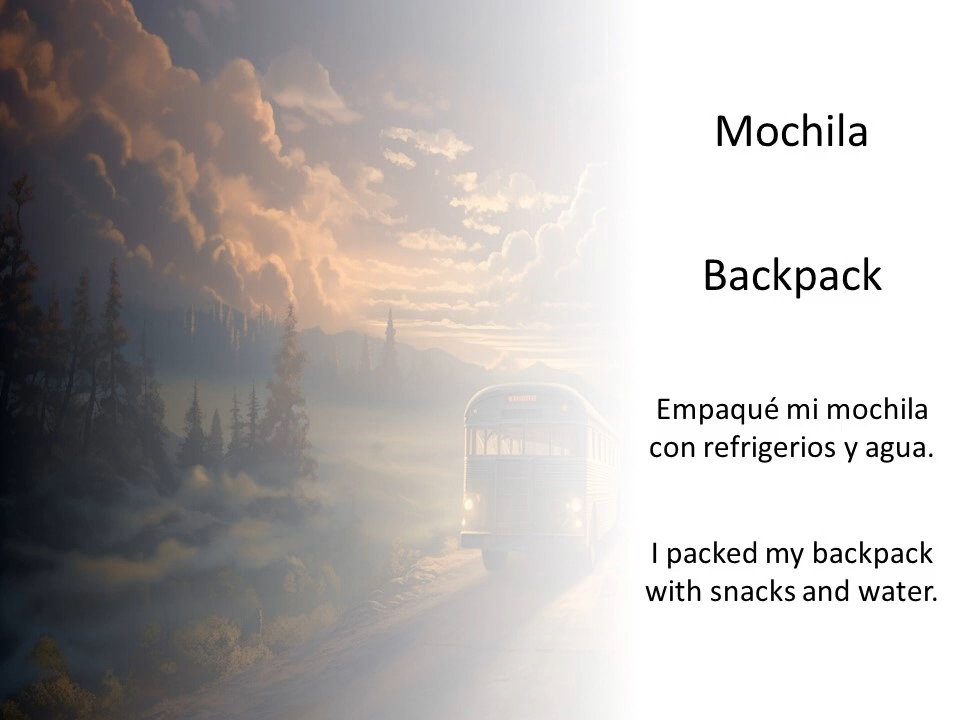 Mochila
Backpack
Empaqué mi mochila
con refrigerios y agua.
I packed my backpack
with snacks and water.